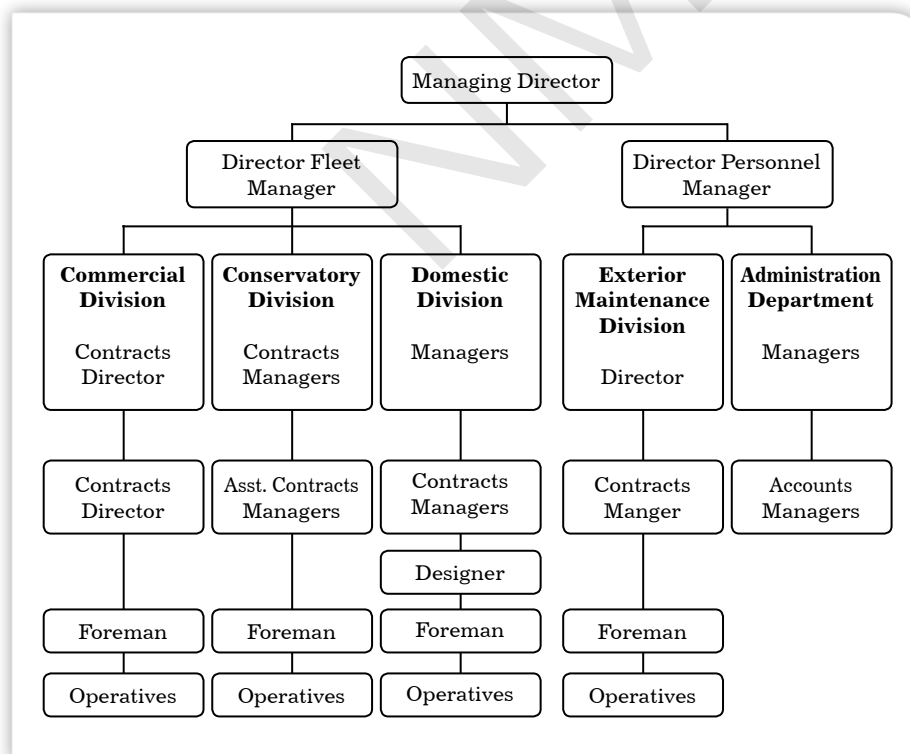 Managing Director
Director Fleet
Manager
Director Personnel
Manager
Commercial
Division
Contracts
Director
Conservatory
Division
Contracts
Managers
Domestic
Division
Managers
Exterior
Maintenance
Division
Director
Administration
Department
Managers
Contracts
Director
Asst. Contracts
Managers
Contracts
Managers
Contracts
Manger
Accounts
Managers
Designer
Foreman
Foreman
Foreman
Foreman
Operatives
Operatives
Operatives
Operatives